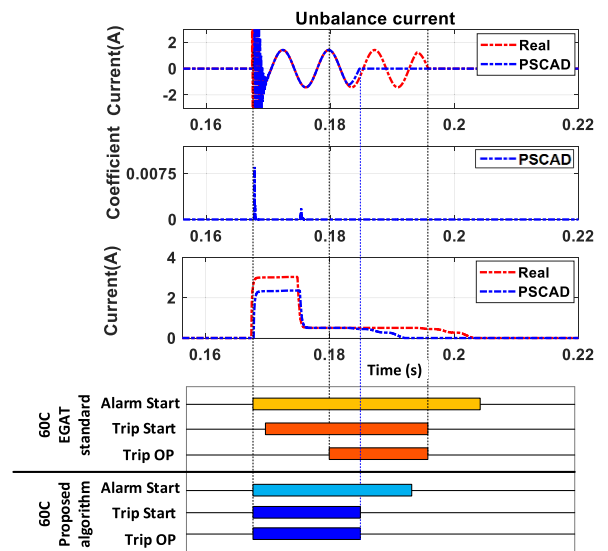 Unbalance current
Current(A)
2
0
-2
Real
PSCAD
0.16
0.18
0.2
0.22
Coefficient
0.0075
0
PSCAD
0.16
0.18
0.2
0.22
Current(A)
4
2
0
Real
PSCAD
0.16
0.18
0.2
0.22
Time (s)
60C
EGAT
standard
Alarm Start
Trip Start
Trip OP
60C
Proposed
algorithm
Alarm Start
Trip Start
Trip OP